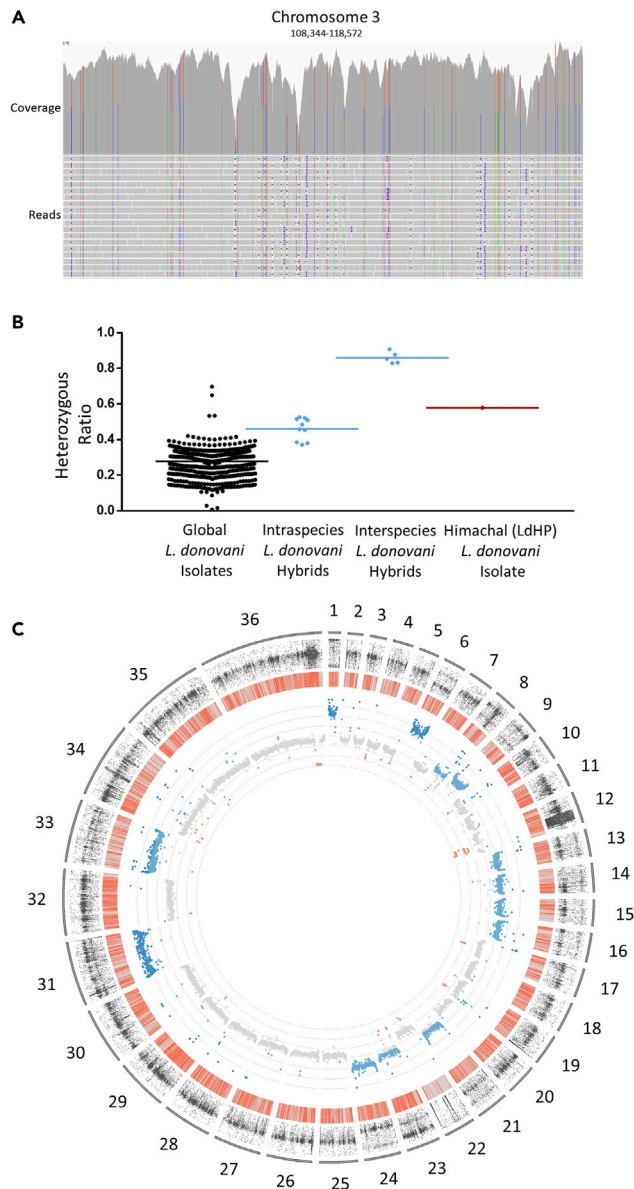 A
Chromosome 3
108,344-118,572
Coverage
Reads
B
Heterozygous
Ratio
1.0
0.8
0.6
0.4
0.2
0.0
Global
L. donovani
Isolates
Intraspecies
L. donovani
Hybrids
Interspecies
L. donovani
Hybrids
Himachal (LdHP)
L. donovani
Isolate
C
1
2
3
4
5
6
7
8
9
10
11
12
13
14
15
16
17
18
19
20
21
22
23
24
25
26
27
28
29
30
31
32
33
34
35
36